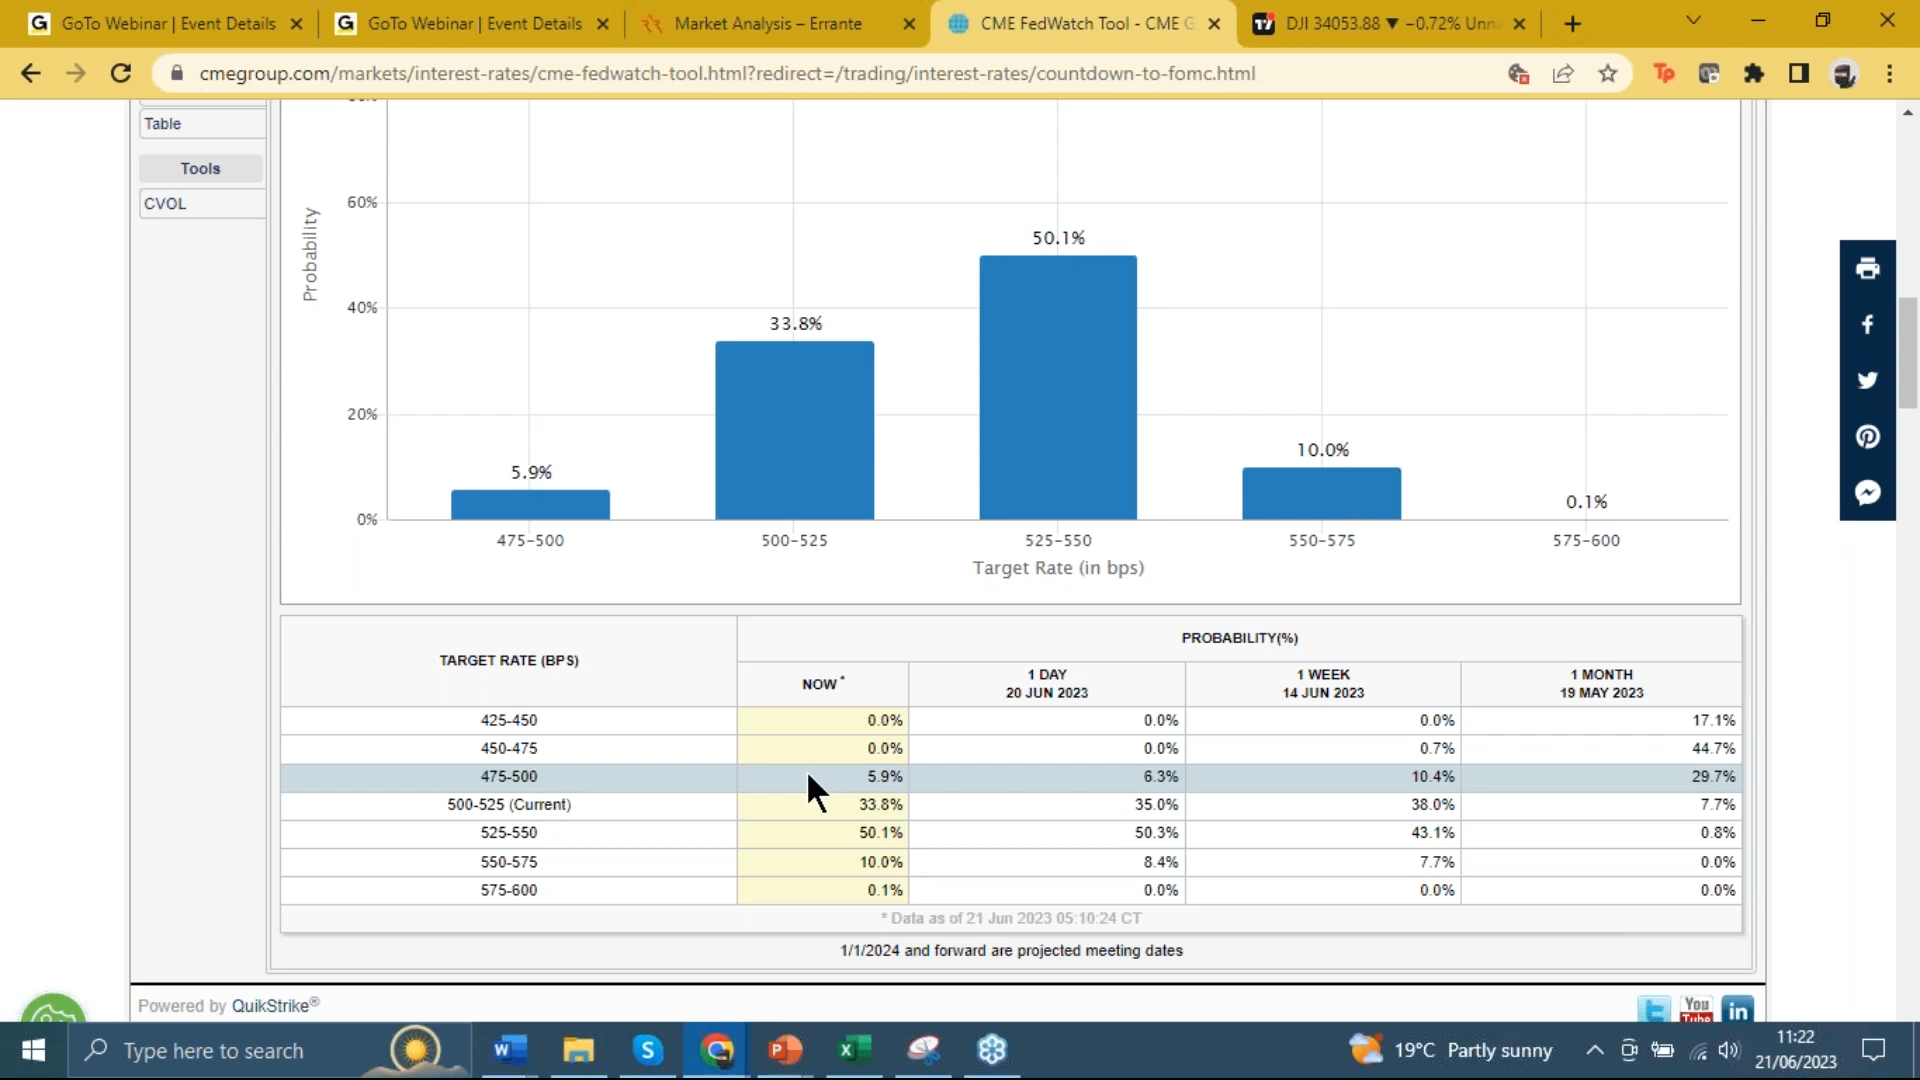 GoTo Webinar | Event Details
GoTo Webinar | Event Details
Market Analysis – Errante
CME FedWatch Tool - CME G
DJI 34053.88 ▼ −0.72% Unn
cmegroup.com/markets/interest-rates/cme-fedwatch-tool.html?redirect=/trading/interest-rates/countdown-to-fomc.html
Table
Tools
CVOL
Probability
60%
40%
20%
0%
5.9%
33.8%
50.1%
10.0%
0.1%
475-500
500-525
525-550
550-575
575-600
Target Rate (in bps)
TARGET RATE (BPS)
PROBABILITY(%)
NOW *
1 DAY
20 JUN 2023
1 WEEK
14 JUN 2023
1 MONTH
19 MAY 2023
425-450 0.0% 0.0% 0.0% 17.1%
450-475 0.0% 0.0% 0.7% 44.7%
475-500 5.9% 6.3% 10.4% 29.7%
500-525 (Current) 33.8% 35.0% 38.0% 7.7%
525-550 50.1% 50.3% 43.1% 0.8%
550-575 10.0% 8.4% 7.7% 0.0%
575-600 0.1% 0.0% 0.0% 0.0%
* Data as of 21 Jun 2023 05:10:24 CT
1/1/2024 and forward are projected meeting dates
Powered by QuikStrike®
You
Tube
in
Type here to search
19°C Partly sunny
11:22
21/06/2023